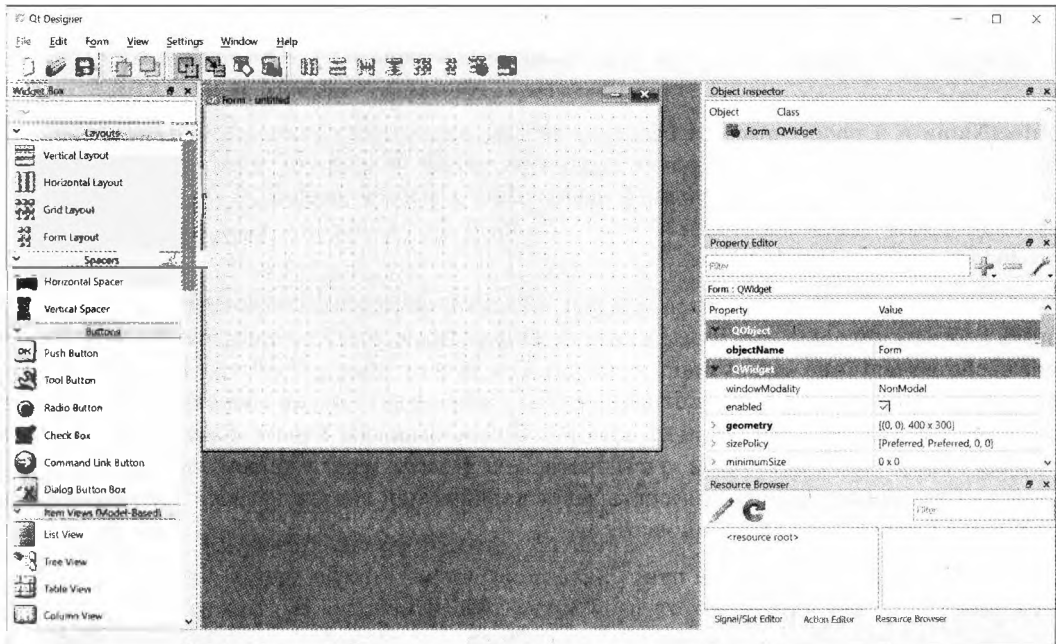 Qt Designer
File Edit Form View Settings Window Help
Widget Box
Form - untitled
Layouts
Vertical Layout
Horizontal Layout
Grid Layout
Form Layout
Spacers
Horizontal Spacer
Vertical Spacer
Buttons
OK
Push Button
Tool Button
Radio Button
Check Box
Command Link Button
Dialog Button Box
Item Views (Model-Based)
List View
Tree View
Table View
Column View
Object Inspector
Object Class
Form QWidget
Property Editor
Filter
Form : QWidget
Property Value
QObject
objectName Form
QWidget
windowModality NonModal
enabled
geometry [(0, 0), 400 x 300]
sizePolicy [Preferred, Preferred, 0, 0]
minimumSize 0 x 0
Resource Browser
Filter
<resource root>
Signal/Slot Editor Action Editor Resource Browser